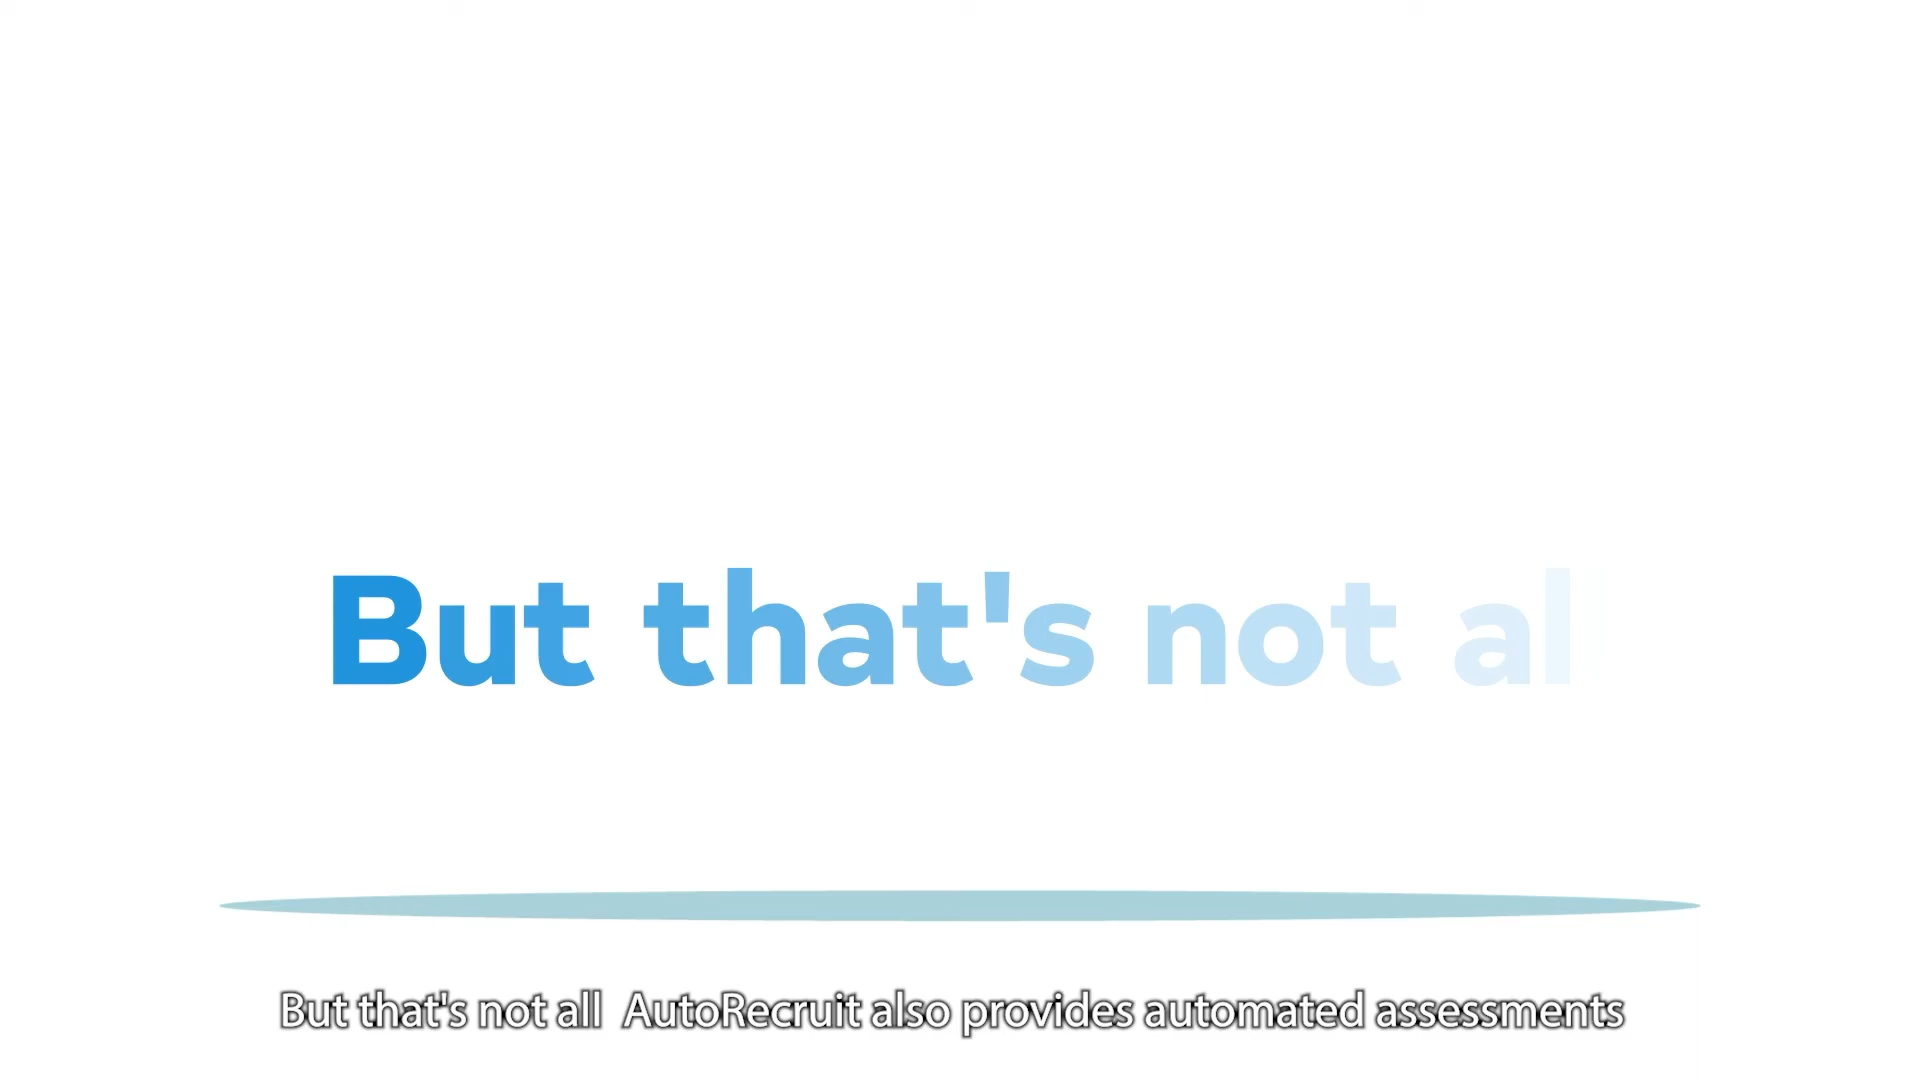 But that's not al
But that's not all  AutoRecruit also provides automated assessments